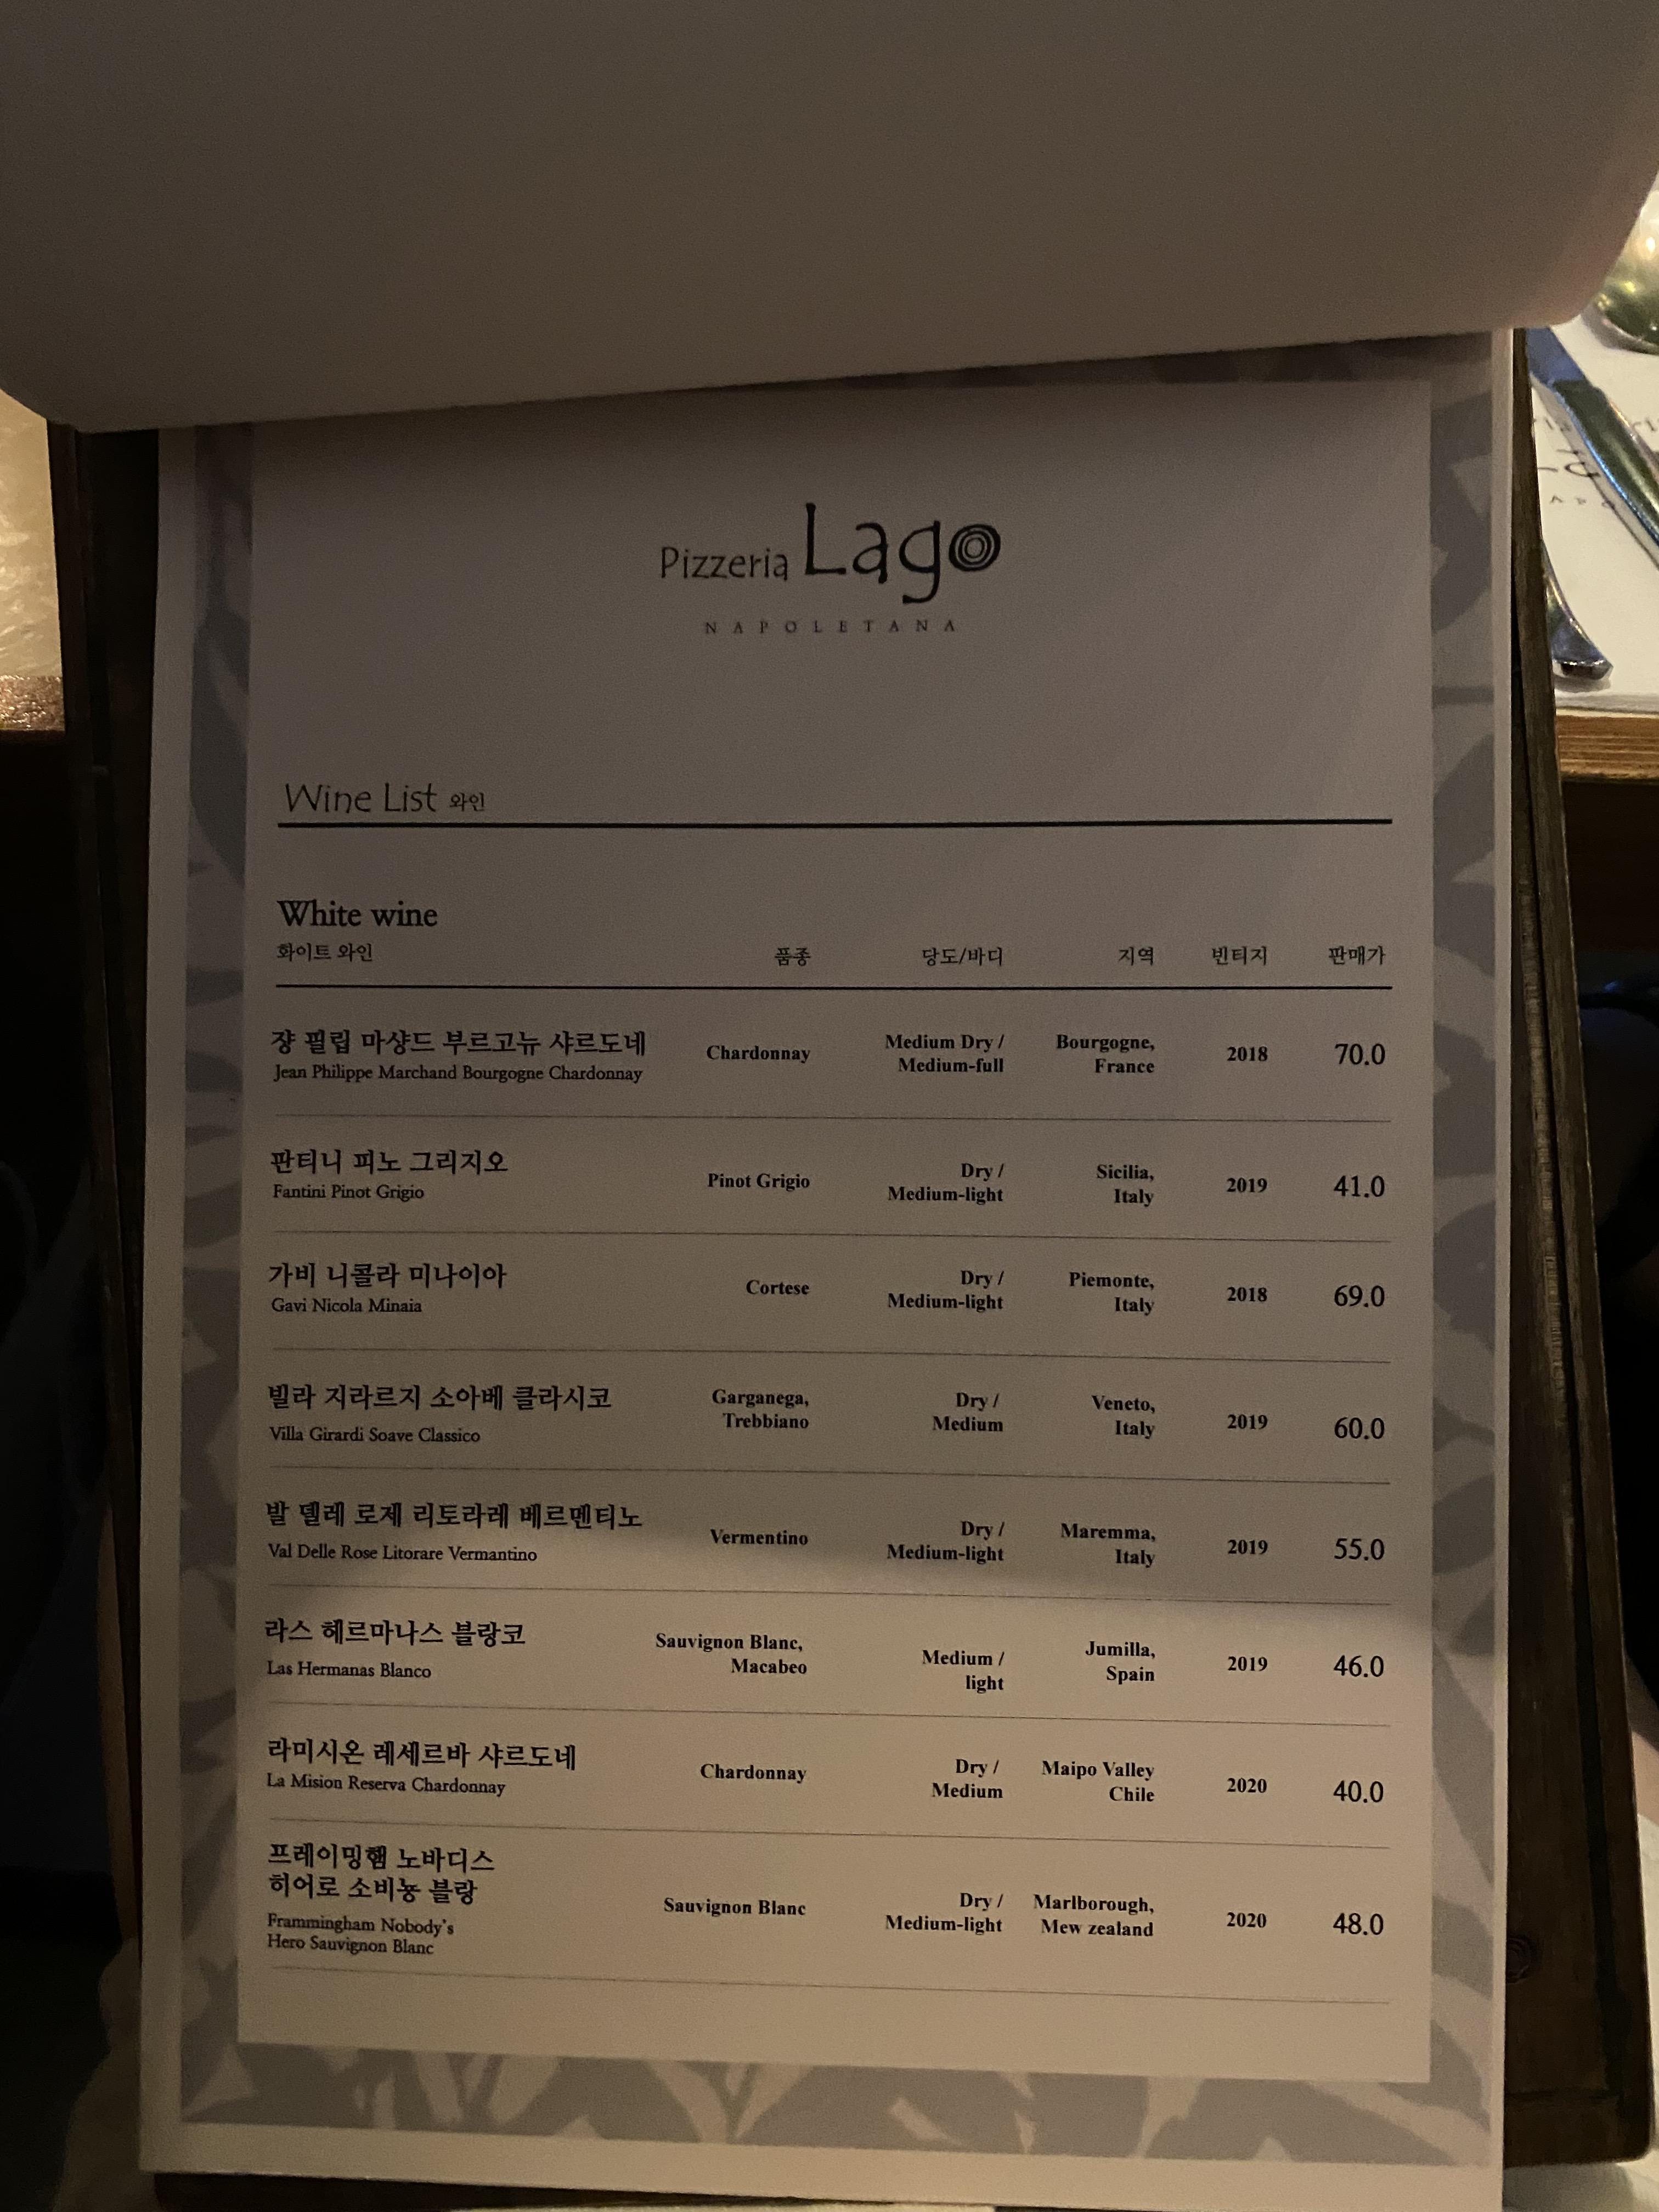 Pizzeria Lago
NAPOLETANA
Wine List 와인
White wine
화이트 와인 품종 당도/바디 지역 빈티지 판매가
쟝 필립 마샹드 부르고뉴 샤르도네
Jean Philippe Marchand Bourgogne Chardonnay
Chardonnay
Medium Dry /
Medium-full
Bourgogne,
France
2018
70.0
판티니 피노 그리지오
Fantini Pinot Grigio
Pinot Grigio
Dry /
Medium-light
Sicilia,
Italy
2019
41.0
가비 니콜라 미나이아
Gavi Nicola Minaia
Cortese
Dry /
Medium-light
Piemonte,
Italy
2018
69.0
빌라 지라르지 소아베 클라시코
Villa Girardi Soave Classico
Garganega,
Trebbiano
Dry /
Medium
Veneto,
Italy
2019
60.0
발 델레 로제 리토라레 베르멘티노
Val Delle Rose Litorare Vermantino
Vermentino
Dry /
Medium-light
Maremma,
Italy
2019
55.0
라스 헤르마나스 블랑코
Las Hermanas Blanco
Sauvignon Blanc,
Macabeo
Medium /
light
Jumilla,
Spain
2019
46.0
라미시온 레세르바 샤르도네
La Mision Reserva Chardonnay
Chardonnay
Dry /
Medium
Maipo Valley
Chile
2020
40.0
프레이밍햄 노바디스
히어로 소비뇽 블랑
Frammingham Nobody's
Hero Sauvignon Blanc
Sauvignon Blanc
Dry /
Medium-light
Marlborough,
Mew zealand
2020
48.0